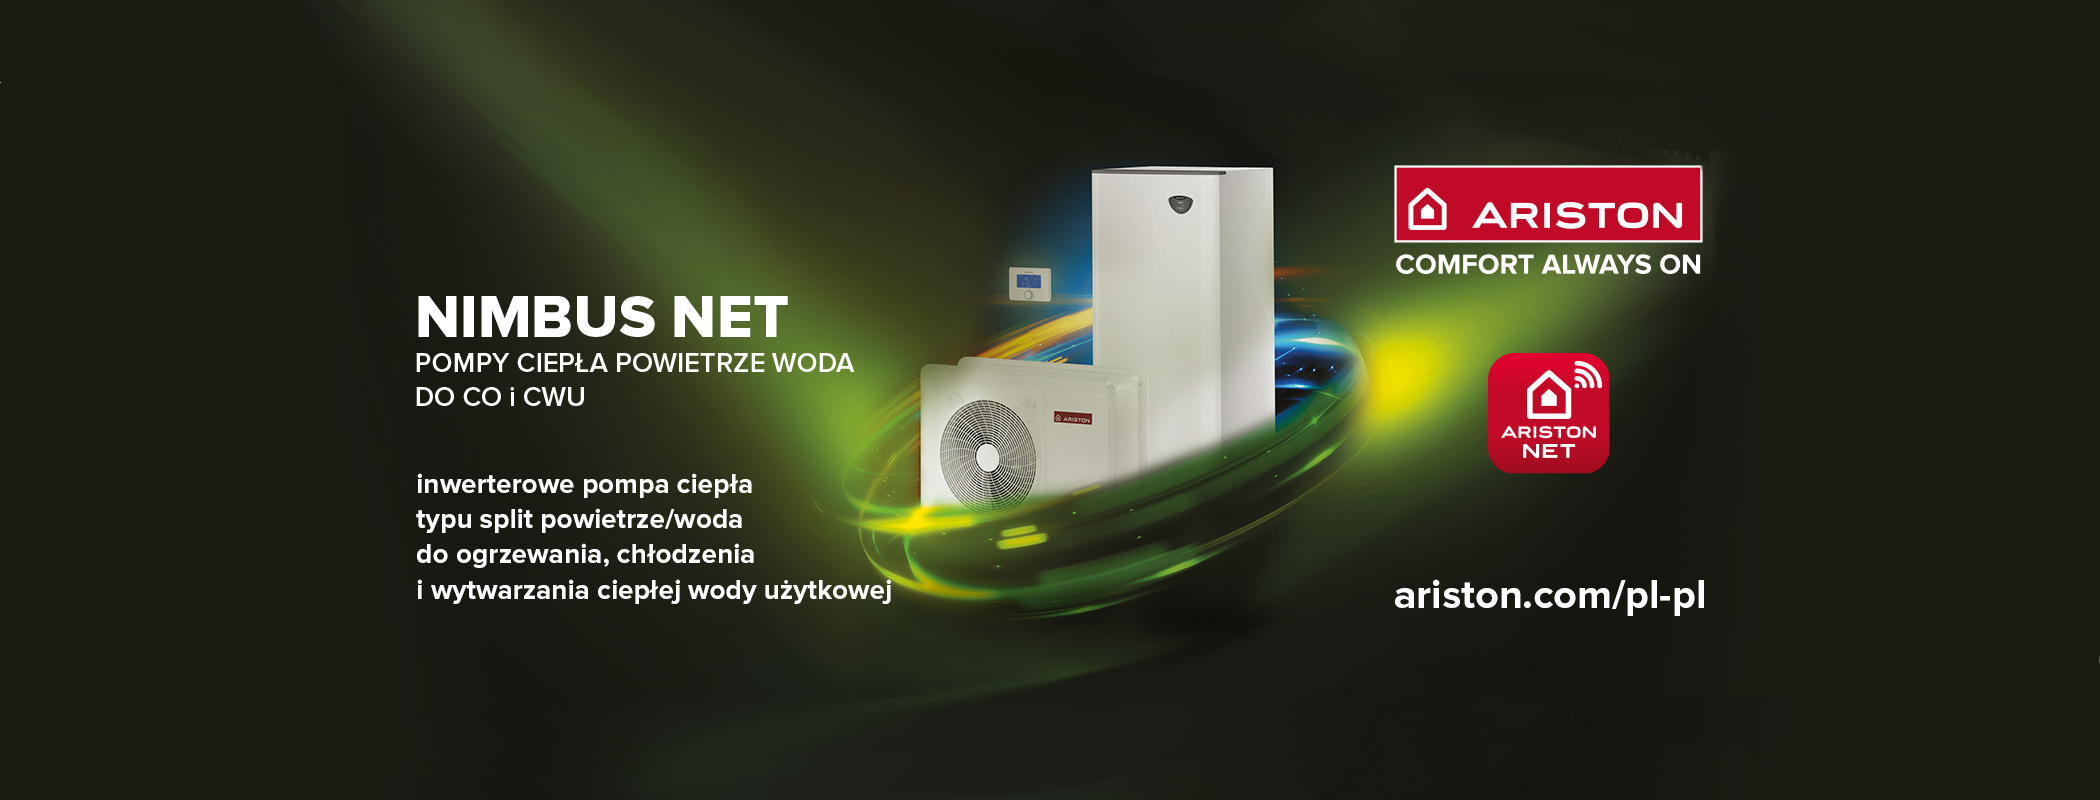 NIMBUS NET
POMPY CIEPŁA POWIETRZE WODA
DO CO i CWU
inwerterowe pompa ciepła
typu split powietrze/woda
do ogrzewania, chłodzenia
i wytwarzania ciepłej wody użytkowej
ARISTON
ARISTON
COMFORT ALWAYS ON
ARISTON
NET
ariston.com/pl-pl